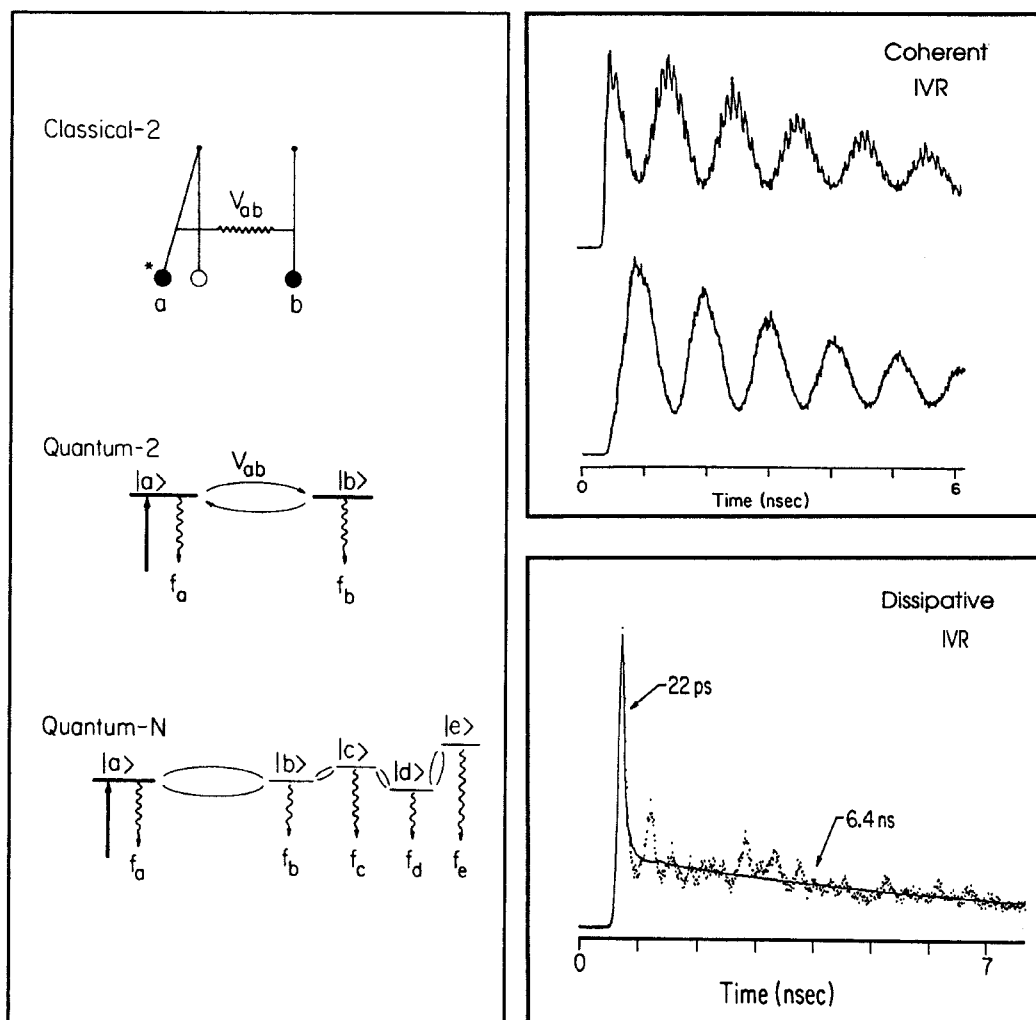 Classical-2
V_ab
*
a
b
Quantum-2
|a>
V_ab
|b>
f_a
f_b
Quantum-N
|a>
|b>
|c>
|d>
|e>
f_a
f_b
f_c
f_d
f_e
Coherent
IVR
0
6
Time (nsec)
Dissipative
IVR
22 ps
6.4 ns
0
7
Time (nsec)